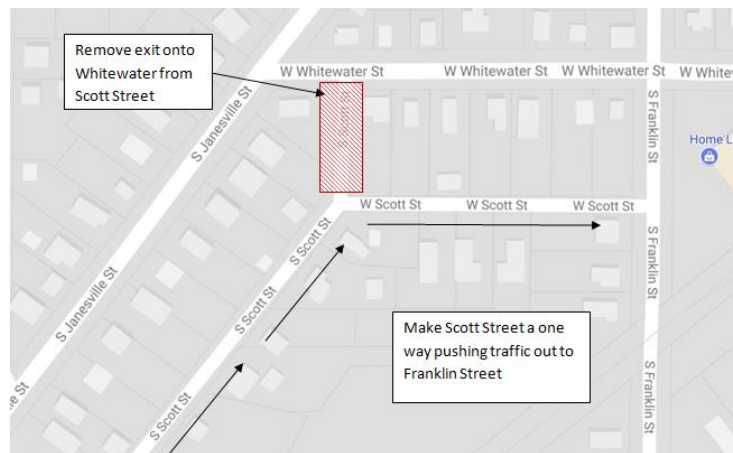 Remove exit onto
Whitewater from
Scott Street
W Whitewater St
W Whitewater St
W Whitewater St
W White
S Scott St
S Janesville St
S Franklin St
Home L
W Scott St
W Scott St
W Scott St
S Scott St
S Franklin St
S Janesville St
S Scott St
Make Scott Street a one
way pushing traffic out to
Franklin Street
S Franklin St
S Scott St